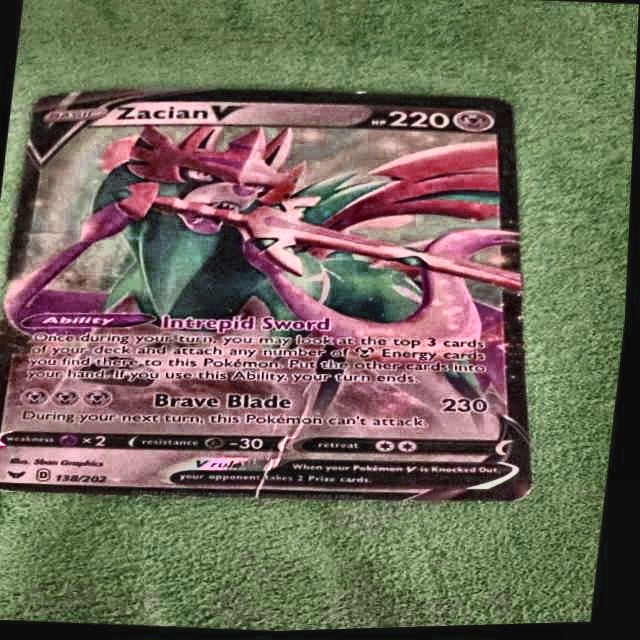 BASIC Zacian V HP 220
Ability Intrepid Sword
Once during your turn, you may look at the top 3 cards
of your deck and attach any number of Energy cards
you find there to this Pokémon. Put the other cards into
your hand. If you use this Ability, your turn ends.
Brave Blade 230
During your next turn, this Pokémon can't attack.
weakness ×2 resistance -30 retreat
Illus. 5ban Graphics V rule When your Pokémon V is Knocked Out,
D 138/202 your opponent takes 2 Prize cards.